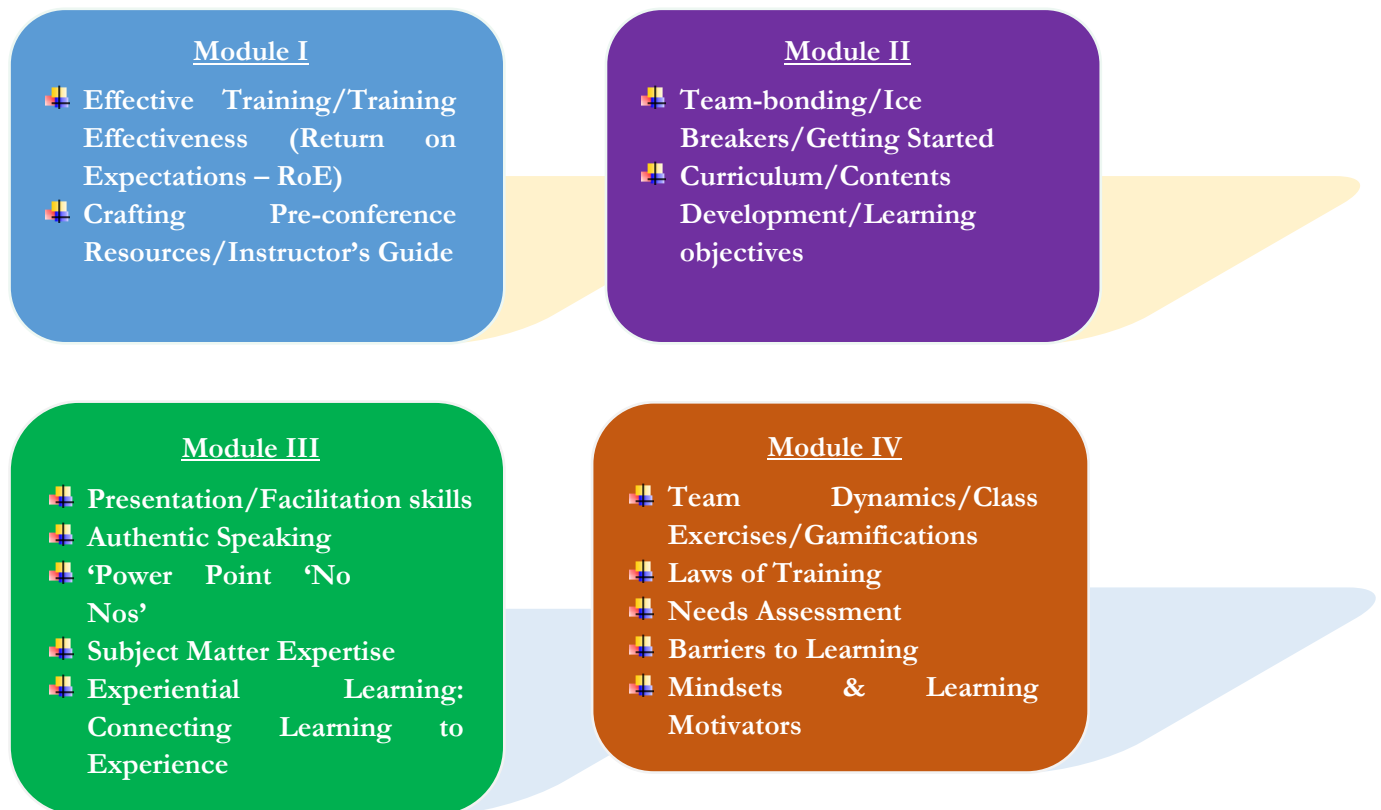 Module I
Effective Training/Training
Effectiveness (Return on
Expectations – RoE)
Crafting Pre-conference
Resources/Instructor’s Guide
Module II
Team-bonding/Ice
Breakers/Getting Started
Curriculum/Contents
Development/Learning
objectives
Module III
Presentation/Facilitation skills
Authentic Speaking
‘Power Point ‘No
Nos’
Subject Matter Expertise
Experiential Learning:
Connecting Learning to
Experience
Module IV
Team Dynamics/Class
Exercises/Gamifications
Laws of Training
Needs Assessment
Barriers to Learning
Mindsets & Learning
Motivators